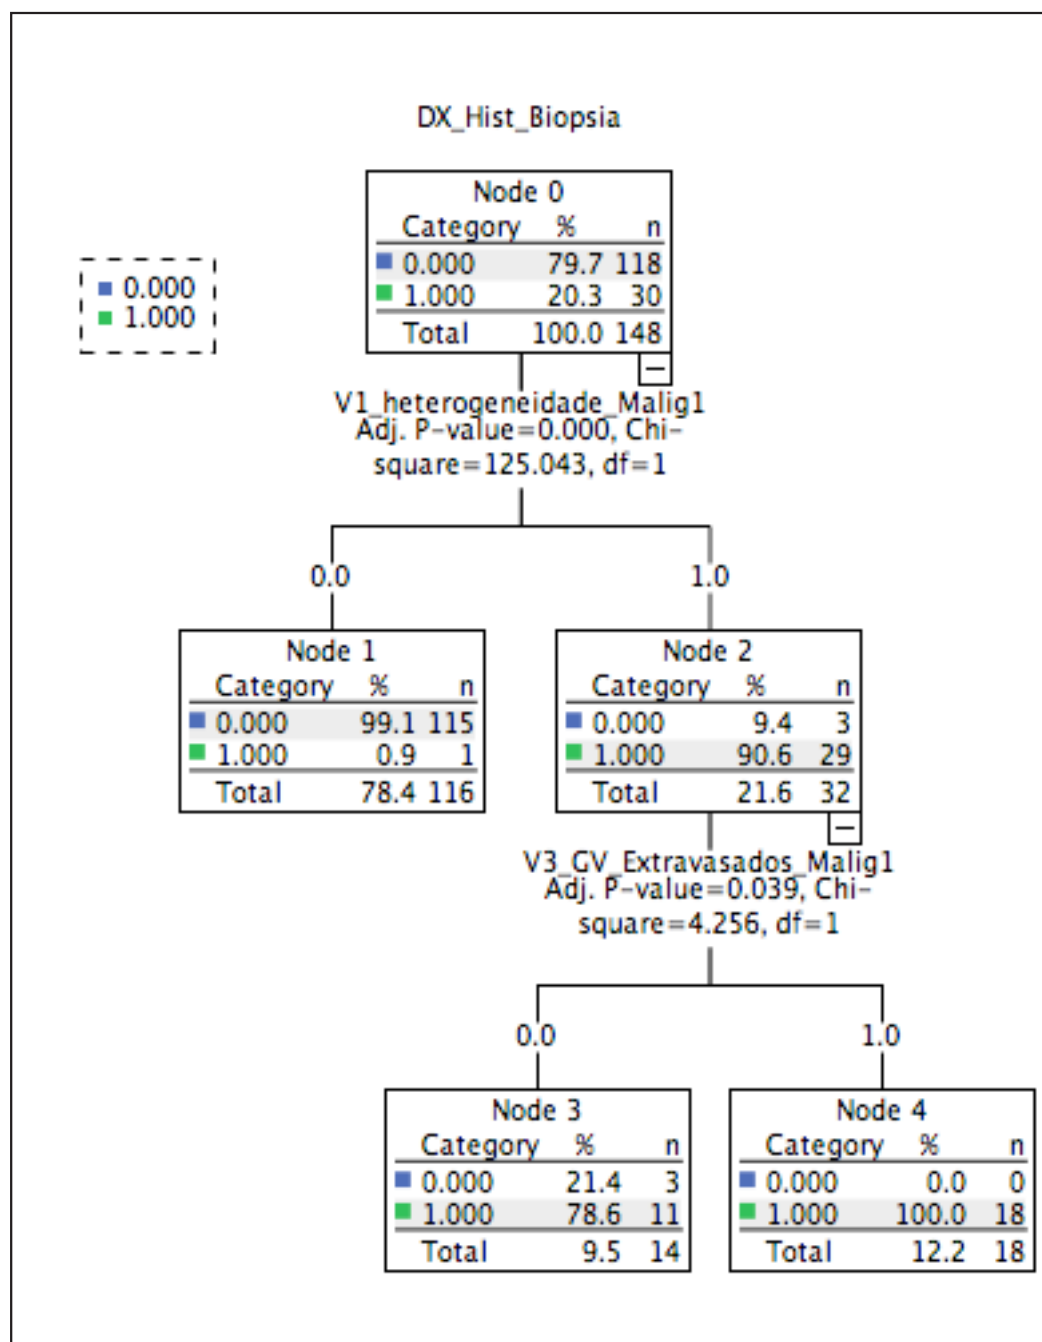 DX_Hist_Biopsia
0.000
1.000
Node 0
Category % n
0.000 79.7 118
1.000 20.3 30
Total 100.0 148
V1_heterogeneidade_Malig1
Adj. P-value=0.000, Chi-
square=125.043, df=1
0.0 1.0
Node 1
Category % n
0.000 99.1 115
1.000 0.9 1
Total 78.4 116
Node 2
Category % n
0.000 9.4 3
1.000 90.6 29
Total 21.6 32
V3_GV_Extravasados_Malig1
Adj. P-value=0.039, Chi-
square=4.256, df=1
0.0 1.0
Node 3
Category % n
0.000 21.4 3
1.000 78.6 11
Total 9.5 14
Node 4
Category % n
0.000 0.0 0
1.000 100.0 18
Total 12.2 18